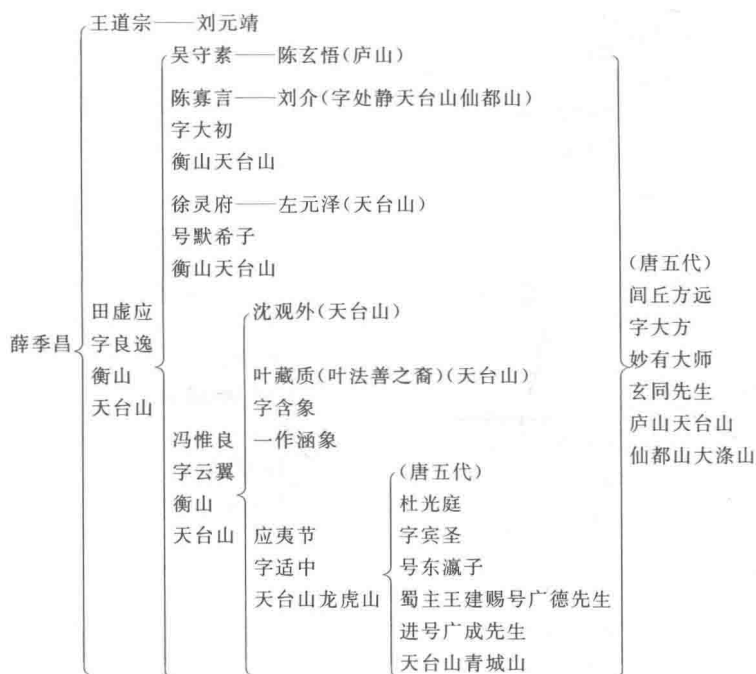 王道宗——刘元靖
吴守素——陈玄悟(庐山)
陈寡言——刘介(字处静天台山仙都山)
字大初
衡山天台山
徐灵府——左元泽(天台山)
号默希子
衡山天台山
薛季昌
田虚应
字良逸
衡山
天台山
冯惟良
字云翼
衡山
天台山
沈观外(天台山)
叶藏质(叶法善之裔)(天台山)
字含象
一作涵象
应夷节
字适中
天台山龙虎山
(唐五代)
杜光庭
字宾圣
号东瀛子
蜀主王建赐号广德先生
进号广成先生
天台山青城山
(唐五代)
闾丘方远
字大方
妙有大师
玄同先生
庐山天台山
仙都山大涤山